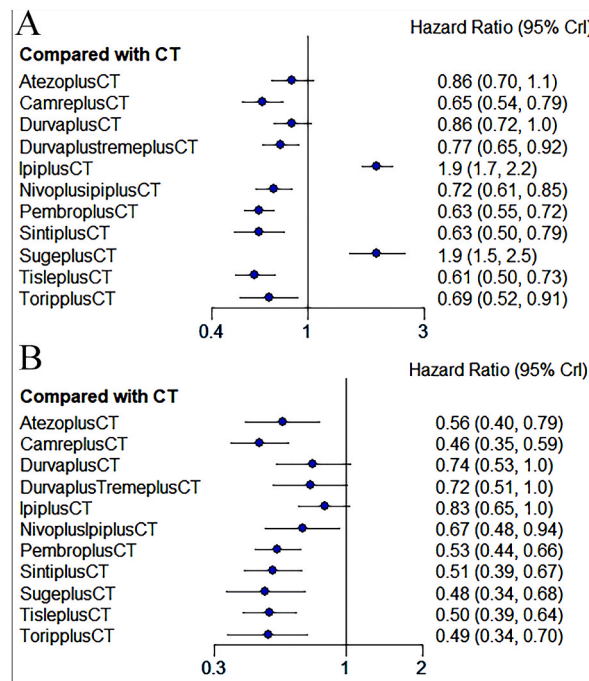 A
Hazard Ratio (95% CrI)
Compared with CT
AtezoplusCT 0.86 (0.70, 1.1)
CamreplusCT 0.65 (0.54, 0.79)
DurvaplusCT 0.86 (0.72, 1.0)
DurvaplustremeplusCT 0.77 (0.65, 0.92)
IpiplusCT 1.9 (1.7, 2.2)
NivoplusipiplusCT 0.72 (0.61, 0.85)
PembroplusCT 0.63 (0.55, 0.72)
SintiplusCT 0.63 (0.50, 0.79)
SugeplusCT 1.9 (1.5, 2.5)
TisleplusCT 0.61 (0.50, 0.73)
ToripplusCT 0.69 (0.52, 0.91)
0.4 1 3
B
Hazard Ratio (95% CrI)
Compared with CT
AtezoplusCT 0.56 (0.40, 0.79)
CamreplusCT 0.46 (0.35, 0.59)
DurvaplusCT 0.74 (0.53, 1.0)
DurvaplusTremeplusCT 0.72 (0.51, 1.0)
IpiplusCT 0.83 (0.65, 1.0)
NivoplusIpiplusCT 0.67 (0.48, 0.94)
PembroplusCT 0.53 (0.44, 0.66)
SintiplusCT 0.51 (0.39, 0.67)
SugeplusCT 0.48 (0.34, 0.68)
TisleplusCT 0.50 (0.39, 0.64)
ToripplusCT 0.49 (0.34, 0.70)
0.3 1 2